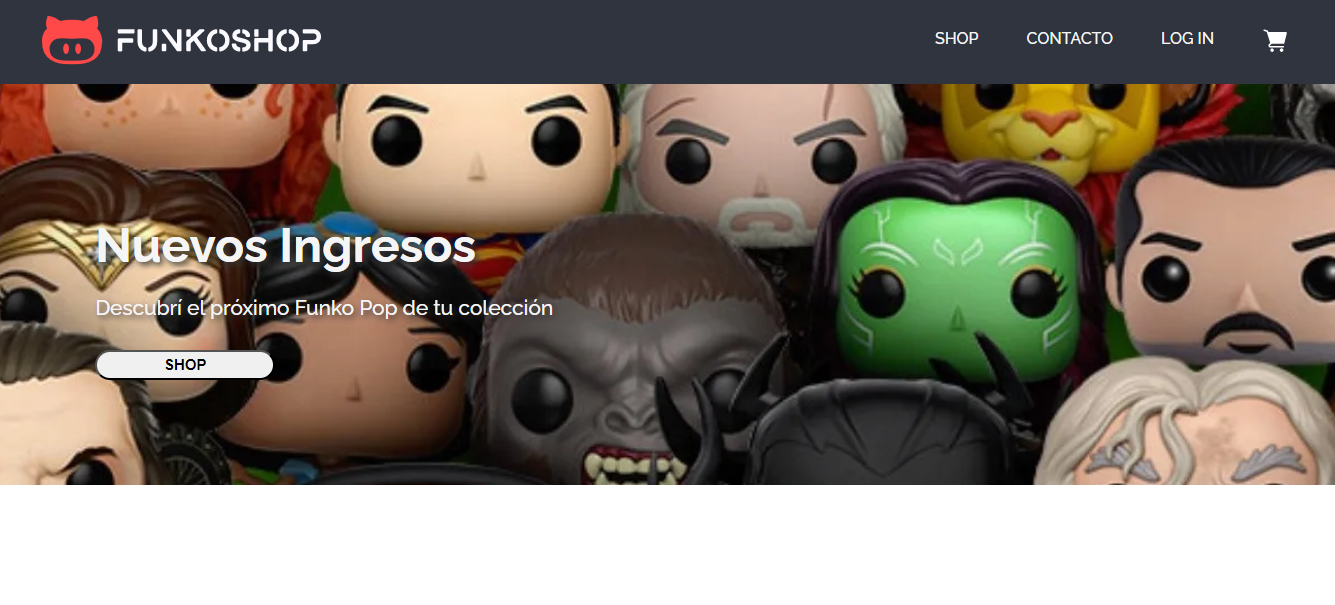 FUNKOSHOP
SHOP CONTACTO LOG IN
Nuevos Ingresos
Descubrí el próximo Funko Pop de tu colección
SHOP